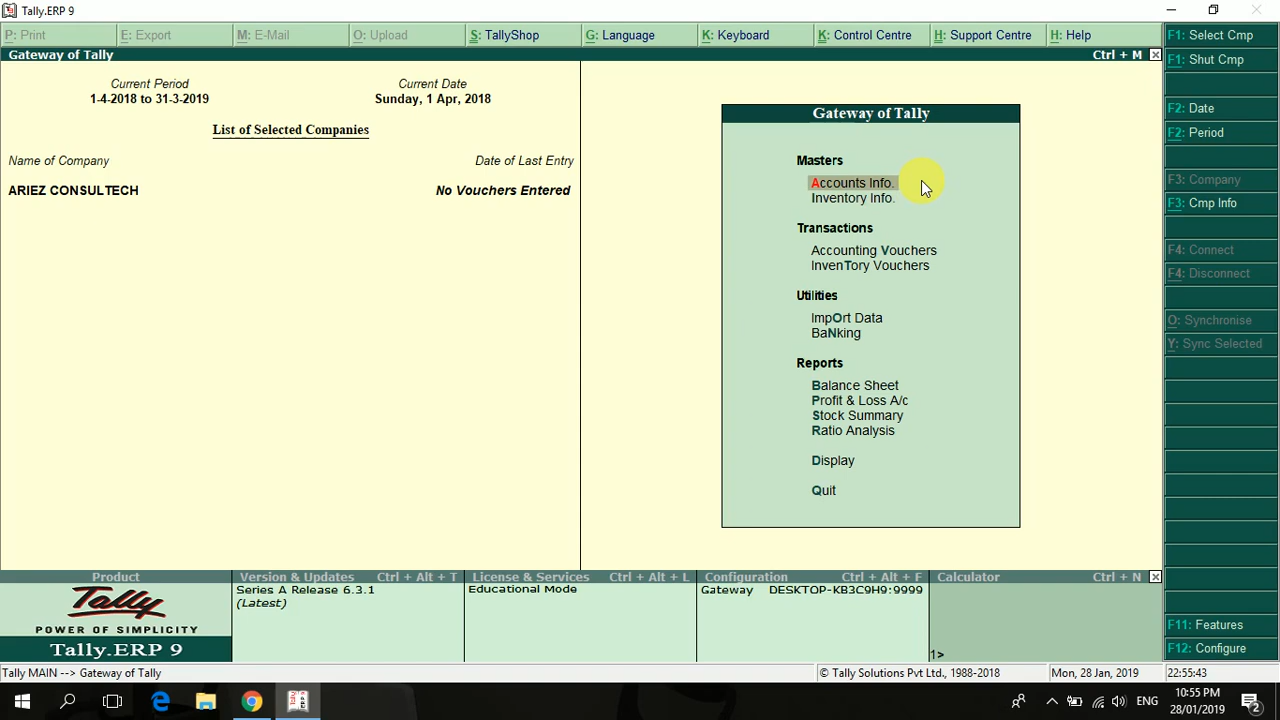 Tally.ERP 9
P: Print
E: Export
M: E-Mail
O: Upload
S: TallyShop
G: Language
K: Keyboard
K: Control Centre
H: Support Centre
H: Help
F1: Select Cmp
F1: Shut Cmp
F2: Date
F2: Period
F3: Company
F3: Cmp Info
F4: Connect
F4: Disconnect
O: Synchronise
Y: Sync Selected
F11: Features
F12: Configure
Gateway of Tally
Ctrl + M
Current Period
1-4-2018 to 31-3-2019
Current Date
Sunday, 1 Apr, 2018
List of Selected Companies
Name of Company
Date of Last Entry
ARIEZ CONSULTECH
No Vouchers Entered
Gateway of Tally
Masters
Accounts Info.
Inventory Info.
Transactions
Accounting Vouchers
InvenTory Vouchers
Utilities
ImpOrt Data
BaNking
Reports
Balance Sheet
Profit & Loss A/c
Stock Summary
Ratio Analysis
Display
Quit
Product
Tally
POWER OF SIMPLICITY
Tally.ERP 9
Version & Updates Ctrl + Alt + T
Series A Release 6.3.1
(Latest)
License & Services Ctrl + Alt + L
Educational Mode
Configuration Ctrl + Alt + F
Gateway DESKTOP-KB3C9H9:9999
Calculator Ctrl + N
1>
Tally MAIN --> Gateway of Tally
© Tally Solutions Pvt Ltd., 1988-2018
Mon, 28 Jan, 2019
22:55:43
ENG
10:55 PM
28/01/2019
2